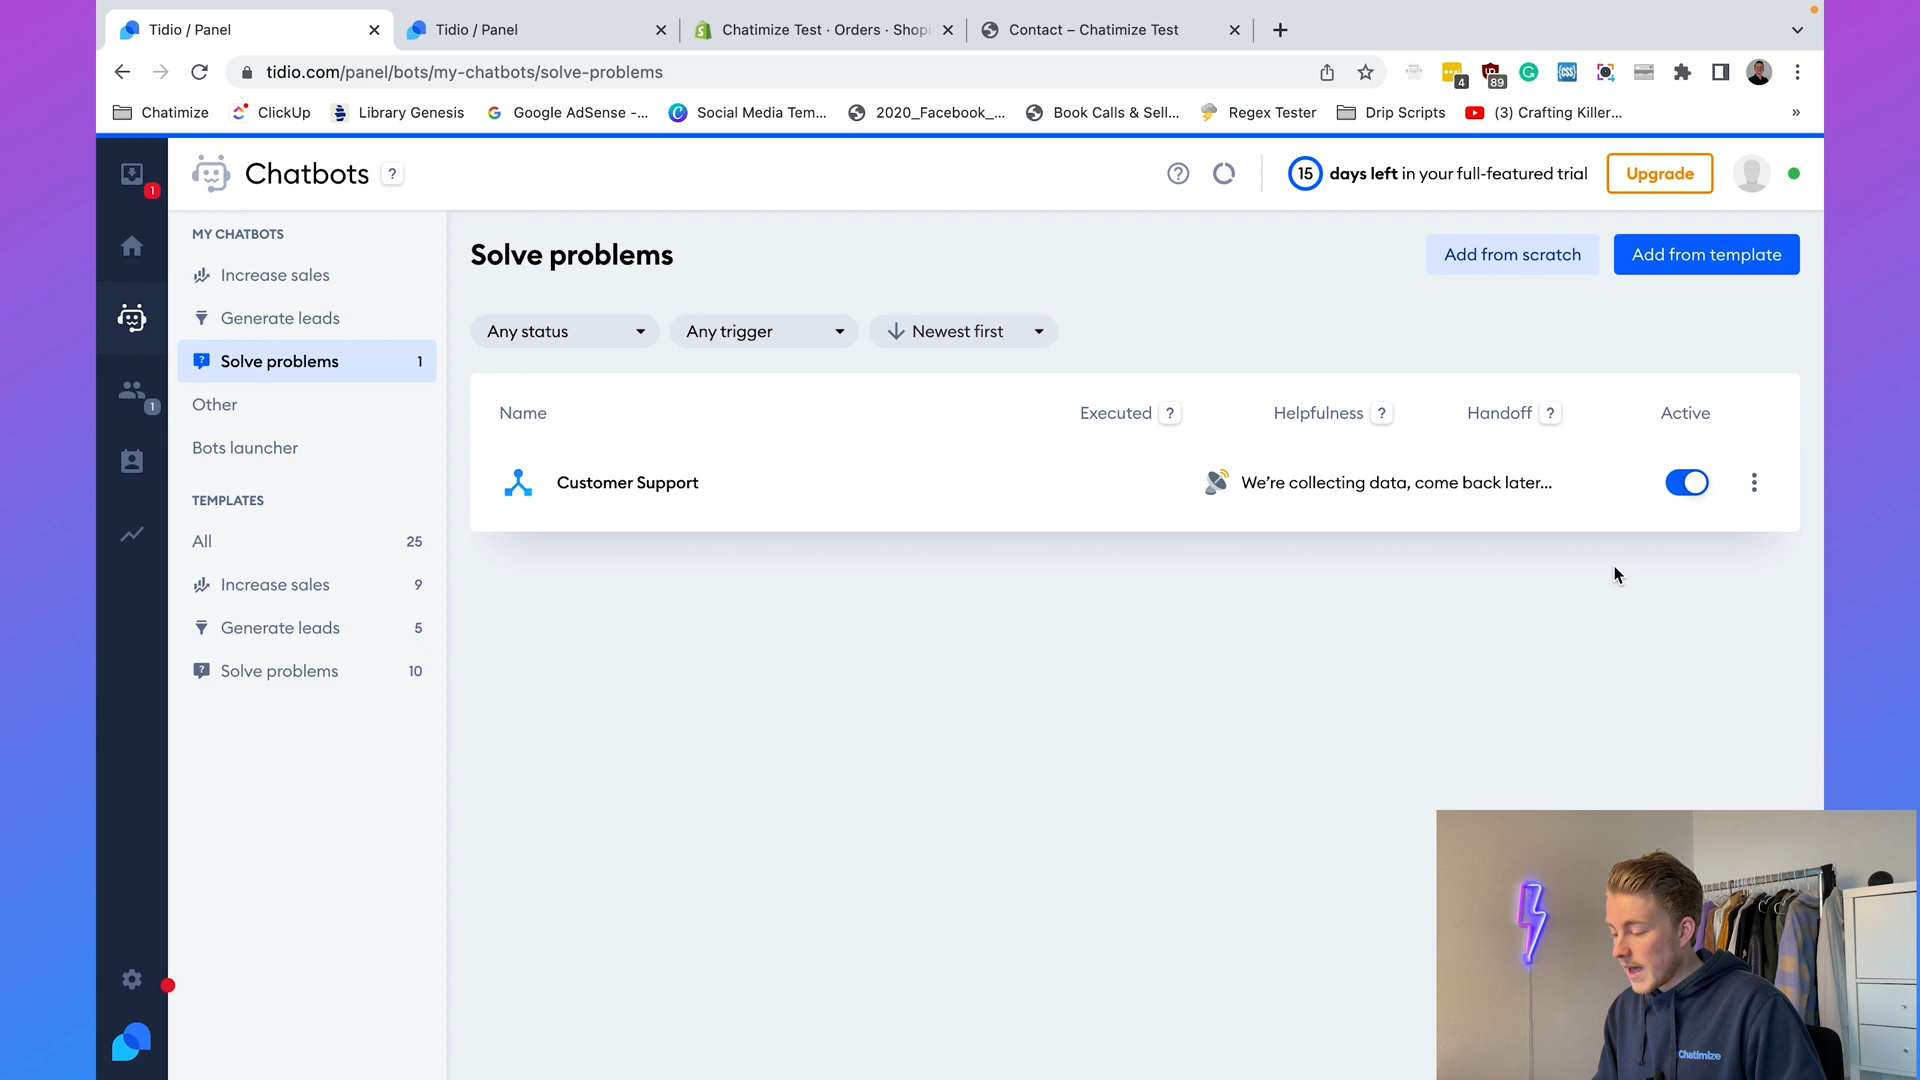 Tidio / Panel
Tidio / Panel
Chatimize Test · Orders · Shopi
Contact – Chatimize Test
tidio.com/panel/bots/my-chatbots/solve-problems
4
89
Chatimize
ClickUp
Library Genesis
Google AdSense -...
Social Media Tem...
2020_Facebook_...
Book Calls & Sell...
Regex Tester
Drip Scripts
(3) Crafting Killer...
»
1
Chatbots
?
15 days left in your full-featured trial
Upgrade
MY CHATBOTS
Increase sales
Generate leads
Solve problems 1
Other
Bots launcher
TEMPLATES
All 25
Increase sales 9
Generate leads 5
Solve problems 10
1
Solve problems
Add from scratch
Add from template
Any status
Any trigger
Newest first
Name
Executed ?
Helpfulness ?
Handoff ?
Active
Customer Support
We're collecting data, come back later...
Chatimize